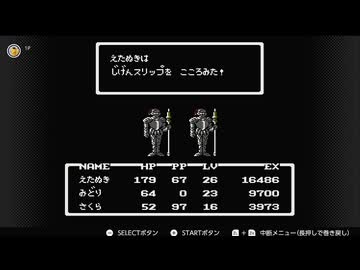 1P
えたぬきは
じげんスリップを こころみた！
NAME HP PP LV EX
えたぬき 179 67 26 16486
みどり 64 0 23 9700
さくら 52 97 16 3973
- SELECTボタン + STARTボタン ZL + ZR 中断メニュー(長押しで巻き戻し)